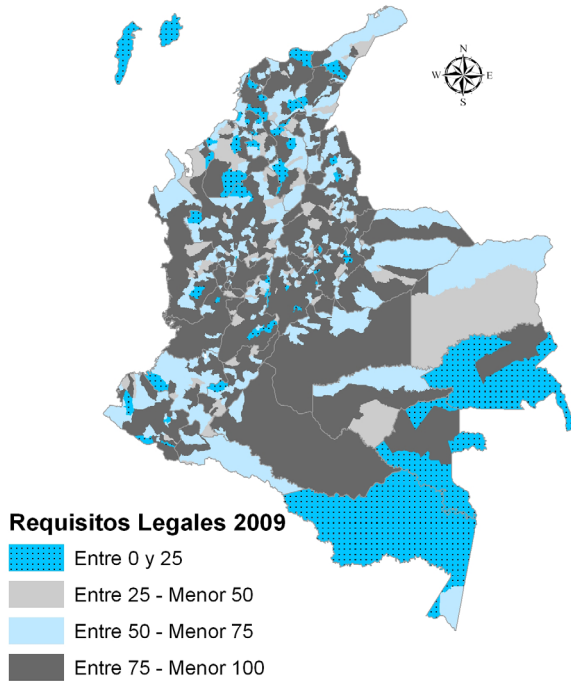 N
W E
S
Requisitos Legales 2009
Entre 0 y 25
Entre 25 - Menor 50
Entre 50 - Menor 75
Entre 75 - Menor 100